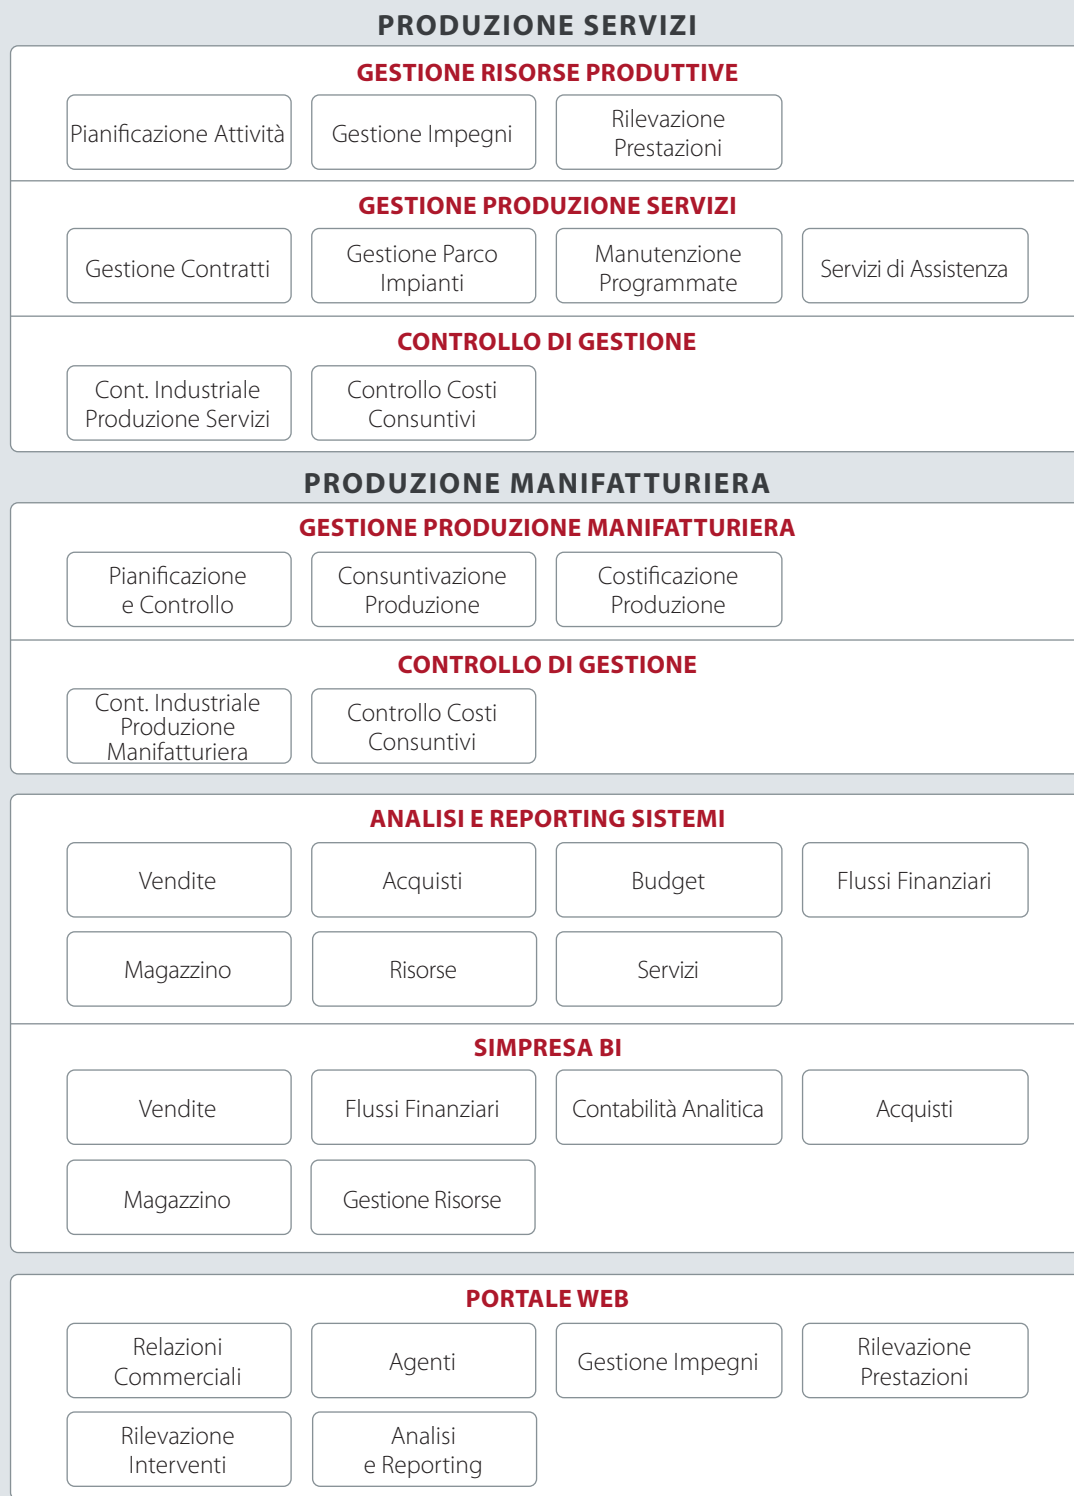 PRODUZIONE SERVIZI
GESTIONE RISORSE PRODUTTIVE
Pianificazione Attività
Gestione Impegni
Rilevazione
Prestazioni
GESTIONE PRODUZIONE SERVIZI
Gestione Contratti
Gestione Parco
Impianti
Manutenzione
Programmate
Servizi di Assistenza
CONTROLLO DI GESTIONE
Cont. Industriale
Produzione Servizi
Controllo Costi
Consuntivi
PRODUZIONE MANIFATTURIERA
GESTIONE PRODUZIONE MANIFATTURIERA
Pianificazione
e Controllo
Consuntivazione
Produzione
Costificazione
Produzione
CONTROLLO DI GESTIONE
Cont. Industriale
Produzione
Manifatturiera
Controllo Costi
Consuntivi
ANALISI E REPORTING SISTEMI
Vendite
Acquisti
Budget
Flussi Finanziari
Magazzino
Risorse
Servizi
SIMPRESA BI
Vendite
Flussi Finanziari
Contabilità Analitica
Acquisti
Magazzino
Gestione Risorse
PORTALE WEB
Relazioni
Commerciali
Agenti
Gestione Impegni
Rilevazione
Prestazioni
Rilevazione
Interventi
Analisi
e Reporting